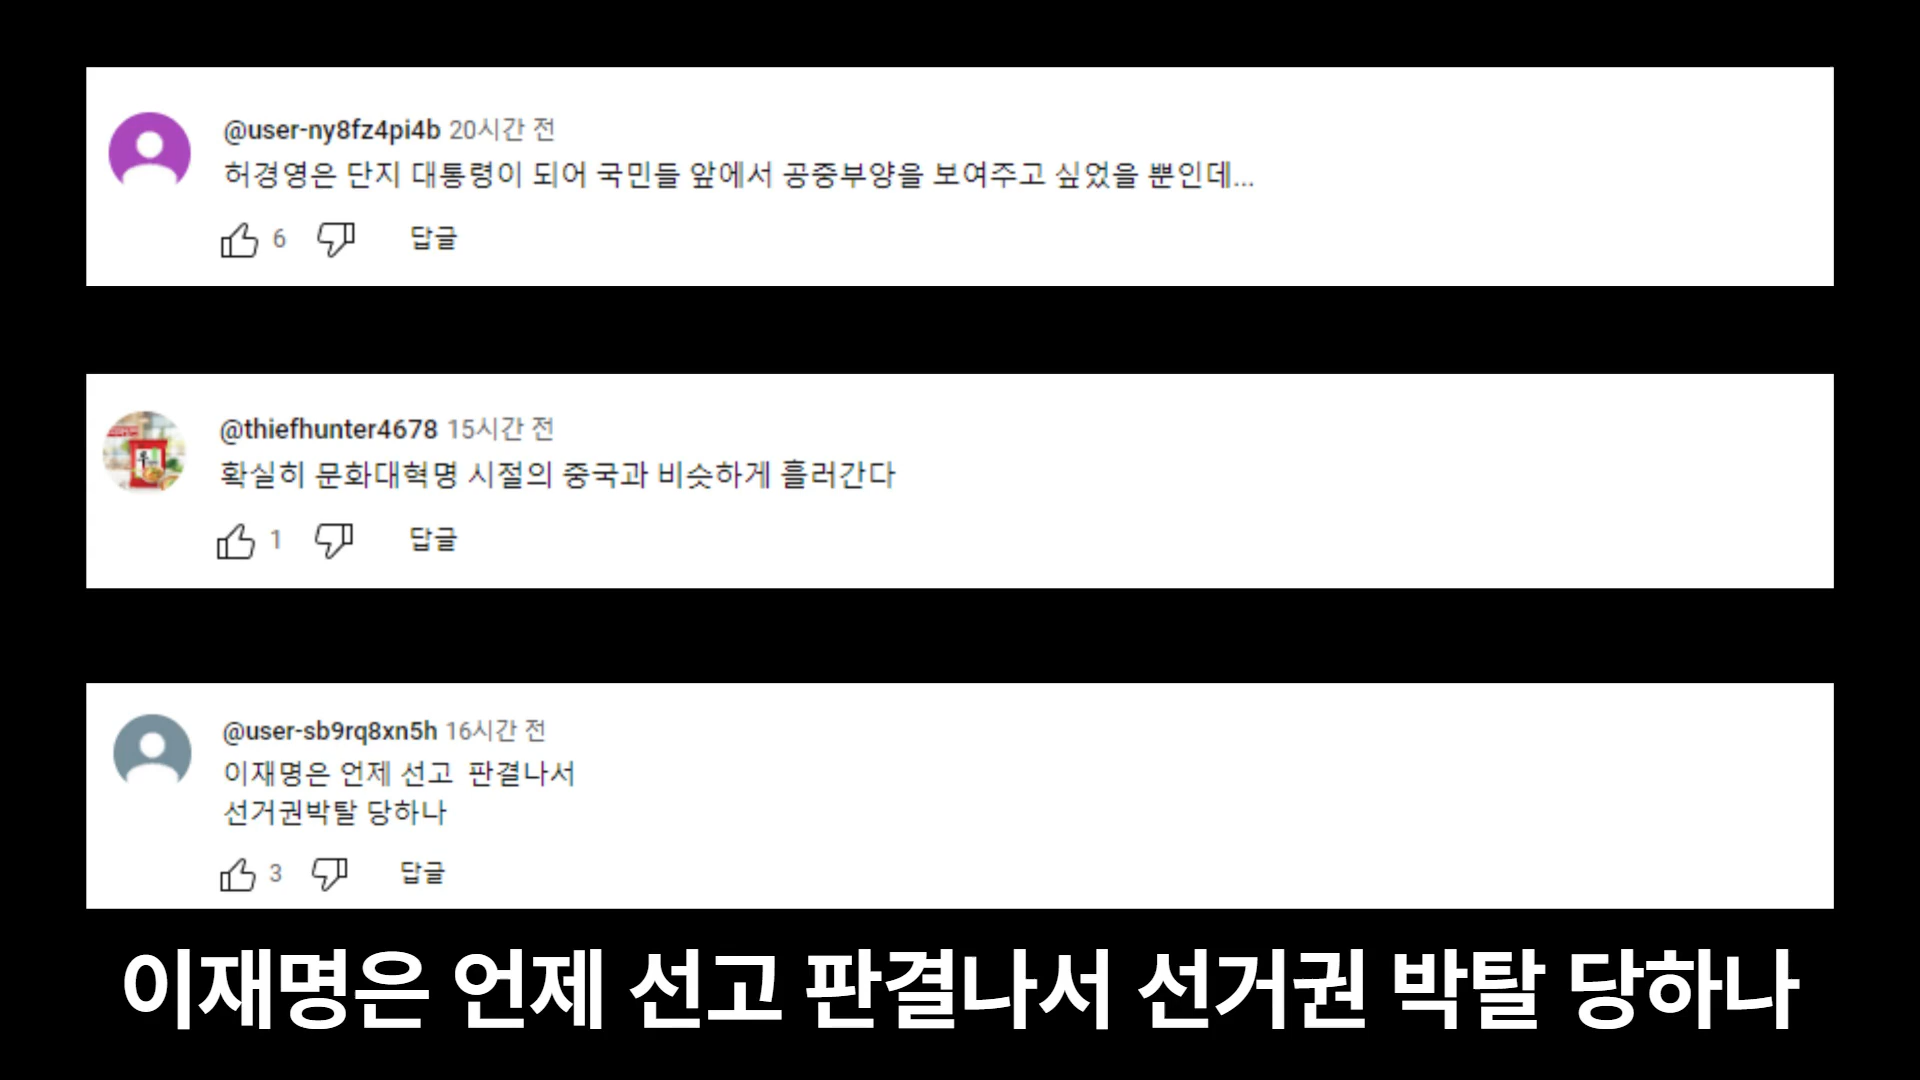 @user-ny8fz4pi4b 20시간 전
허경영은 단지 대통령이 되어 국민들 앞에서 공중부양을 보여주고 싶었을 뿐인데...
6 답글
@thiefhunter4678 15시간 전
확실히 문화대혁명 시절의 중국과 비슷하게 흘러간다
1 답글
@user-sb9rq8xn5h 16시간 전
이재명은 언제 선고 판결나서
선거권박탈 당하나
3 답글
이재명은 언제 선고 판결나서 선거권 박탈 당하나